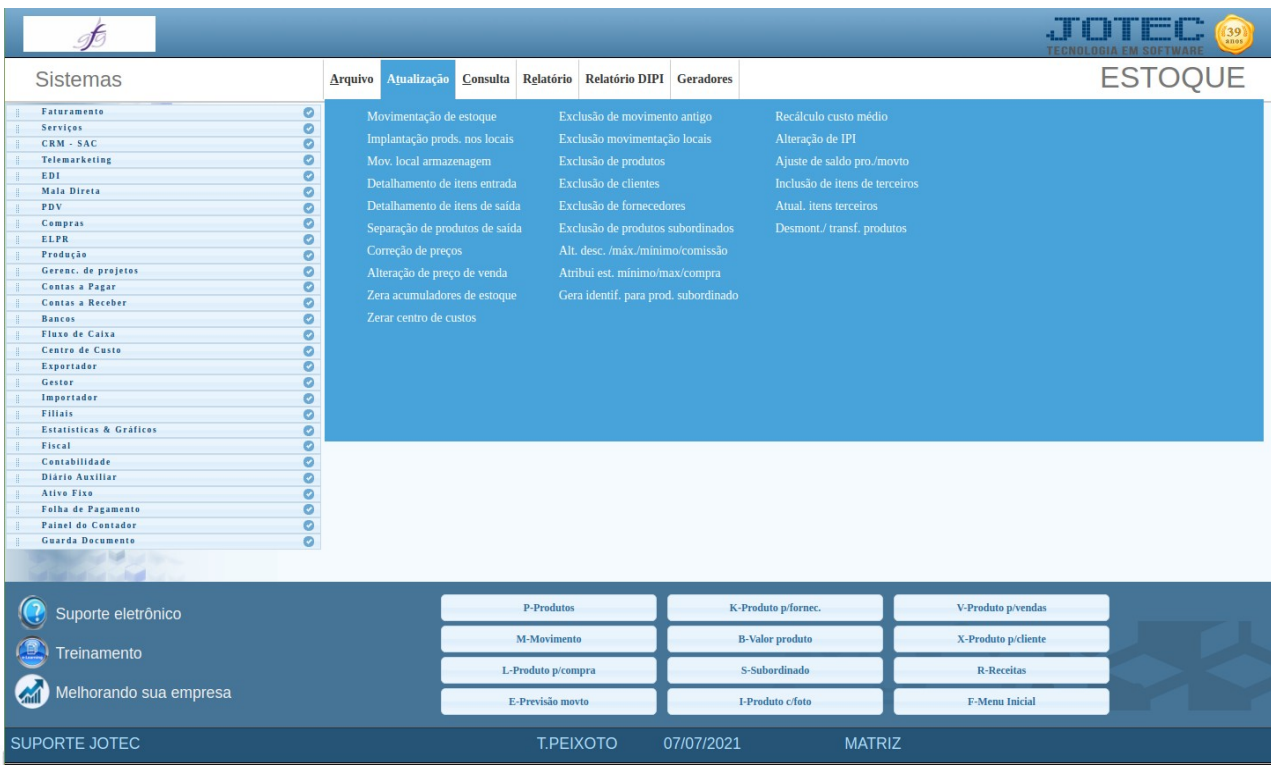 JOTEC
TECNOLOGIA EM SOFTWARE
39
ANOS
Sistemas
Arquivo Atualização Consulta Relatório Relatório DIPI Geradores
ESTOQUE
Faturamento
Serviços
CRM - SAC
Telemarketing
EDI
Mala Direta
PDV
Compras
ELPR
Produção
Gerenc. de projetos
Contas a Pagar
Contas a Receber
Bancos
Fluxo de Caixa
Centro de Custo
Exportador
Gestor
Importador
Filiais
Estatísticas & Gráficos
Fiscal
Contabilidade
Diário Auxiliar
Ativo Fixo
Folha de Pagamento
Painel do Contador
Guarda Documento
Movimentação de estoque
Implantação prods. nos locais
Mov. local armazenagem
Detalhamento de itens entrada
Detalhamento de itens de saída
Separação de produtos de saída
Correção de preços
Alteração de preço de venda
Zera acumuladores de estoque
Zerar centro de custos
Exclusão de movimento antigo
Exclusão movimentação locais
Exclusão de produtos
Exclusão de clientes
Exclusão de fornecedores
Exclusão de produtos subordinados
Alt. desc. /máx./mínimo/comissão
Atribui est. mínimo/max/compra
Gera identif. para prod. subordinado
Recálculo custo médio
Alteração de IPI
Ajuste de saldo pro./movto
Inclusão de itens de terceiros
Atual. itens terceiros
Desmont./ transf. produtos
Suporte eletrônico
Treinamento
Melhorando sua empresa
P-Produtos K-Produto p/fornec. V-Produto p/vendas
M-Movimento B-Valor produto X-Produto p/cliente
L-Produto p/compra S-Subordinado R-Receitas
E-Previsão movto I-Produto c/foto F-Menu Inicial
SUPORTE JOTEC T.PEIXOTO 07/07/2021 MATRIZ